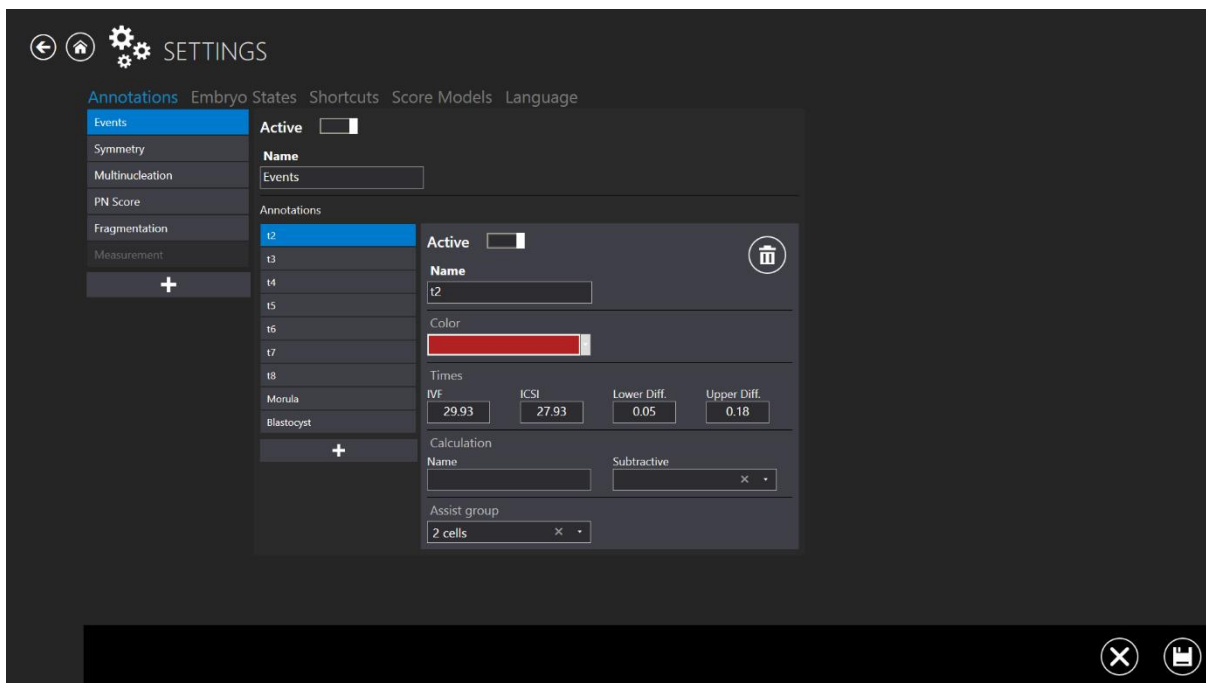 SETTINGS
Annotations Embryo States Shortcuts Score Models Language
Events
Symmetry
Multinucleation
PN Score
Fragmentation
Measurement
Active
Name
Events
Annotations
t2
t3
t4
t5
t6
t7
t8
Morula
Blastocyst
Active
Name
t2
Color
Times
IVF ICSI Lower Diff. Upper Diff.
29.93 27.93 0.05 0.18
Calculation
Name Subtractive
Assist group
2 cells